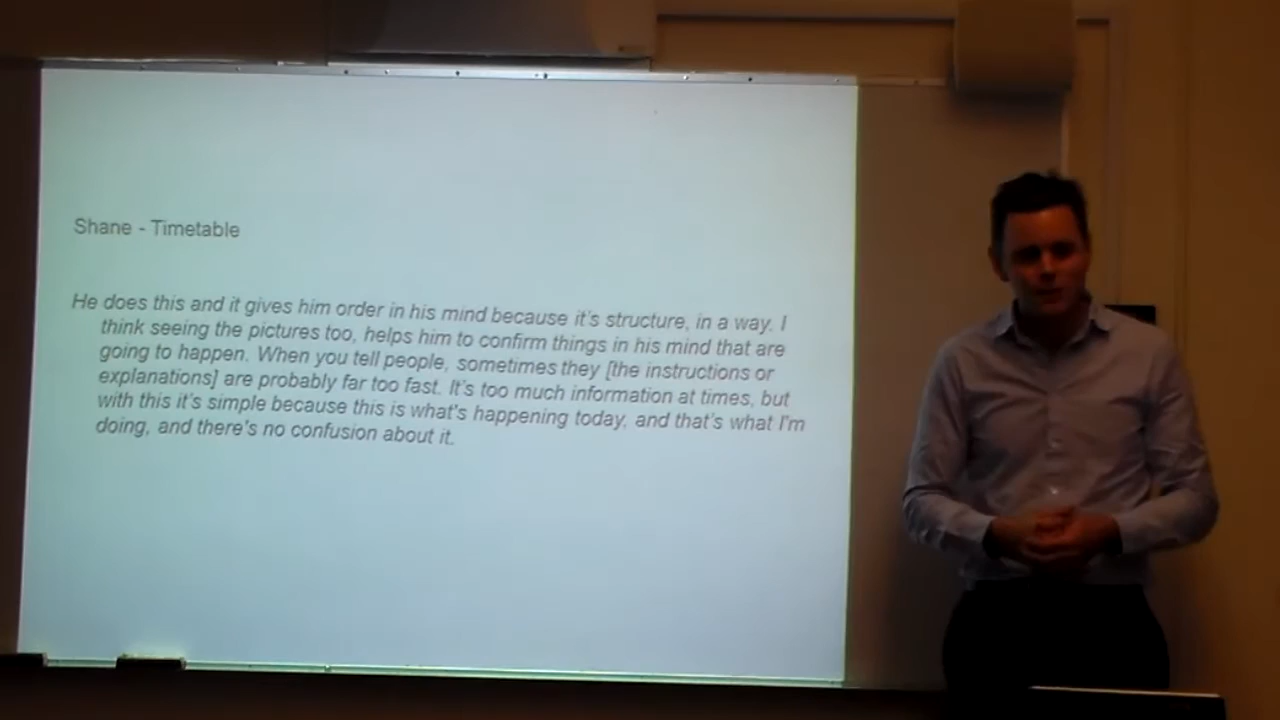 Shane - Timetable
He does this and it gives him order in his mind because it's structure, in a way. I
think seeing the pictures too, helps him to confirm things in his mind that are
going to happen. When you tell people, sometimes they [the instructions or
explanations] are probably far too fast. It's too much information at times, but
with this it's simple because this is what's happening today, and that's what I'm
doing, and there's no confusion about it.